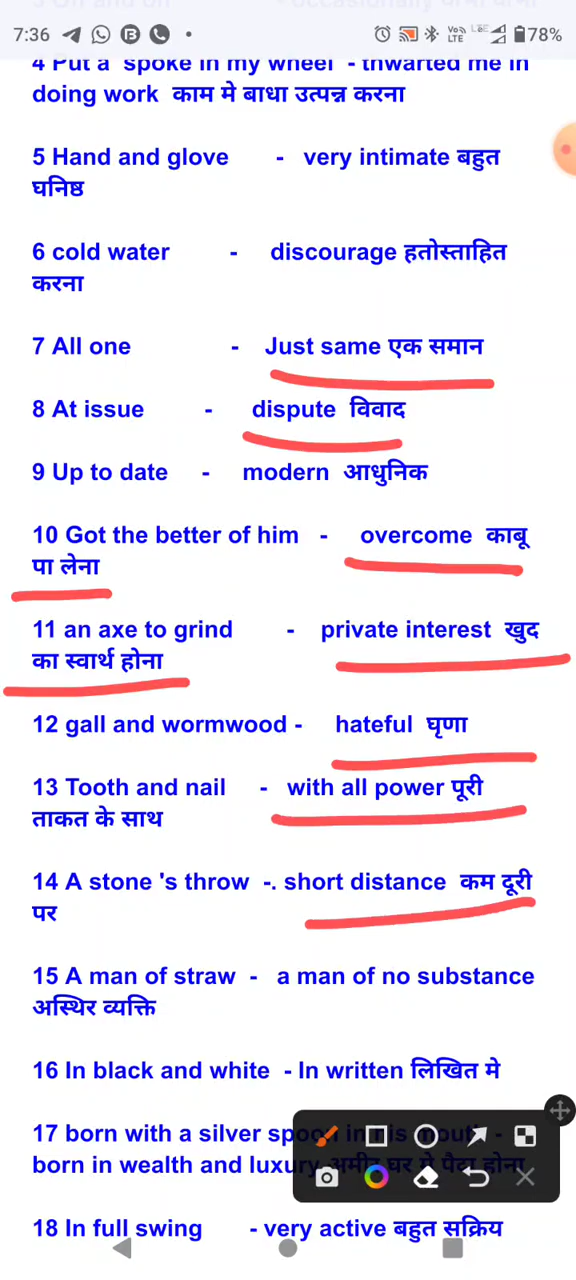 7:36 78%
4 Put a spoke in my wheel - thwarted me in
doing work काम मे बाधा उत्पन्न करना
5 Hand and glove - very intimate बहुत
घनिष्ठ
6 cold water - discourage हतोस्ताहित
करना
7 All one - Just same एक समान
8 At issue - dispute विवाद
9 Up to date - modern आधुनिक
10 Got the better of him - overcome काबू
पा लेना
11 an axe to grind - private interest खुद
का स्वार्थ होना
12 gall and wormwood - hateful घृणा
13 Tooth and nail - with all power पूरी
ताकत के साथ
14 A stone 's throw -. short distance कम दूरी
पर
15 A man of straw - a man of no substance
अस्थिर व्यक्ति
16 In black and white - In written लिखित मे
17 born with a silver spoon in his mouth -
born in wealth and luxury अमीर घर मे पैदा होना
18 In full swing - very active बहुत सक्रिय